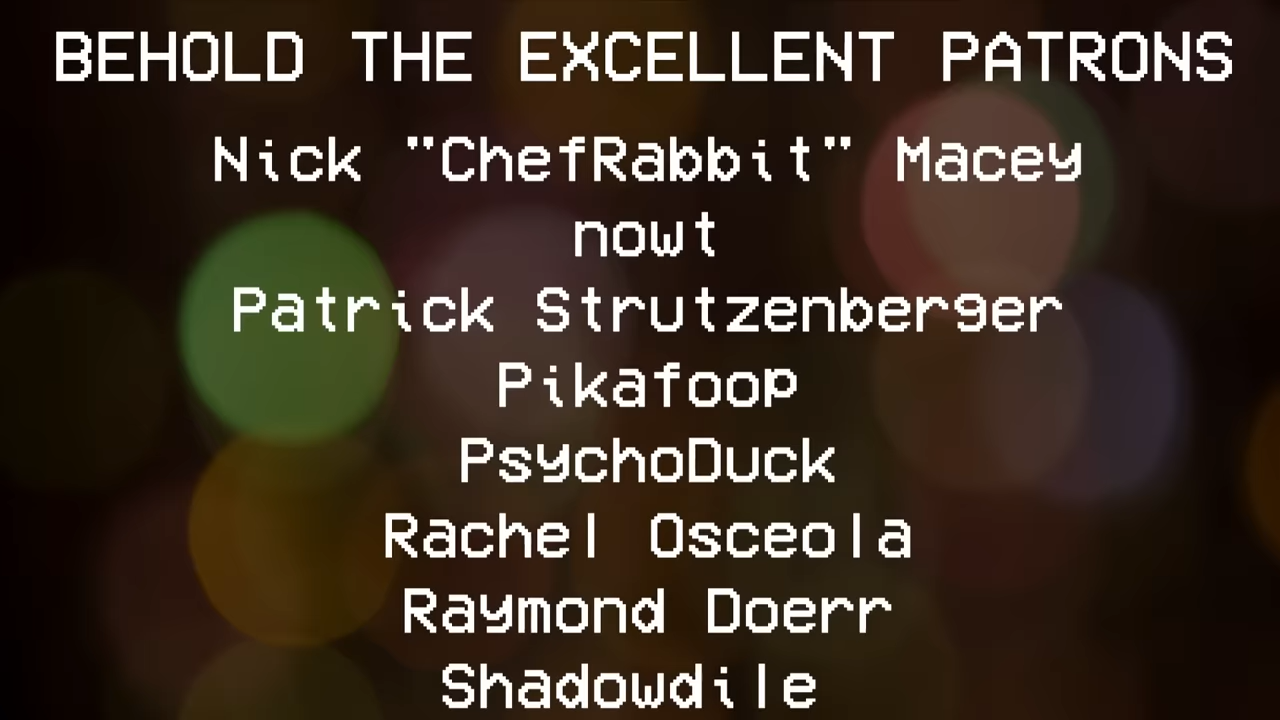 BEHOLD THE EXCELLENT PATRONS
Nick "ChefRabbit" Macey
nowt
Patrick Strutzenberger
Pikafoop
PsychoDuck
Rachel Osceola
Raymond Doerr
Shadowdile